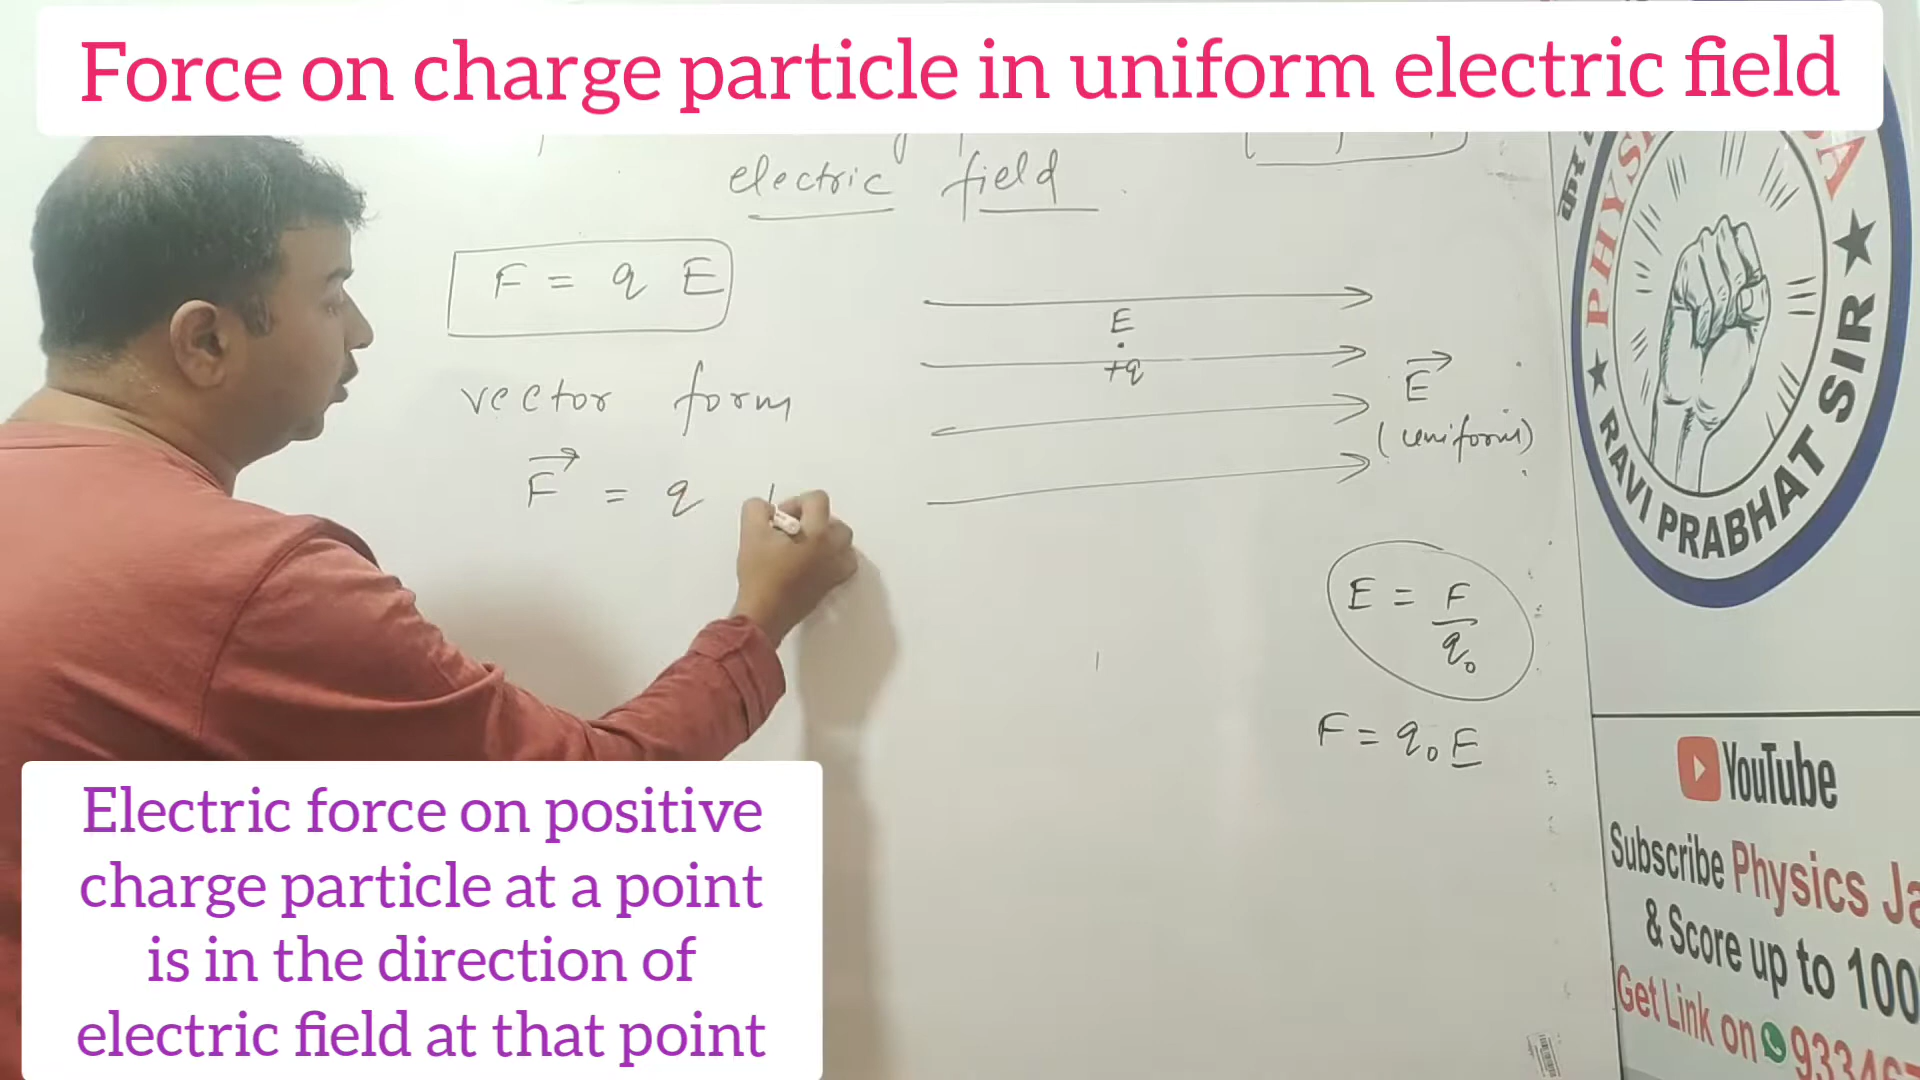 Force on charge particle in uniform electric field
electric field
F = q E
E
+q
vector form
E⃗
(uniform)
F⃗ = q
E = F/q₀
F = q₀ E
Electric force on positive
charge particle at a point
is in the direction of
electric field at that point
RAVI PRABHAT SIR
YouTube
Subscribe Physics
& Score up to 100
Get Link on